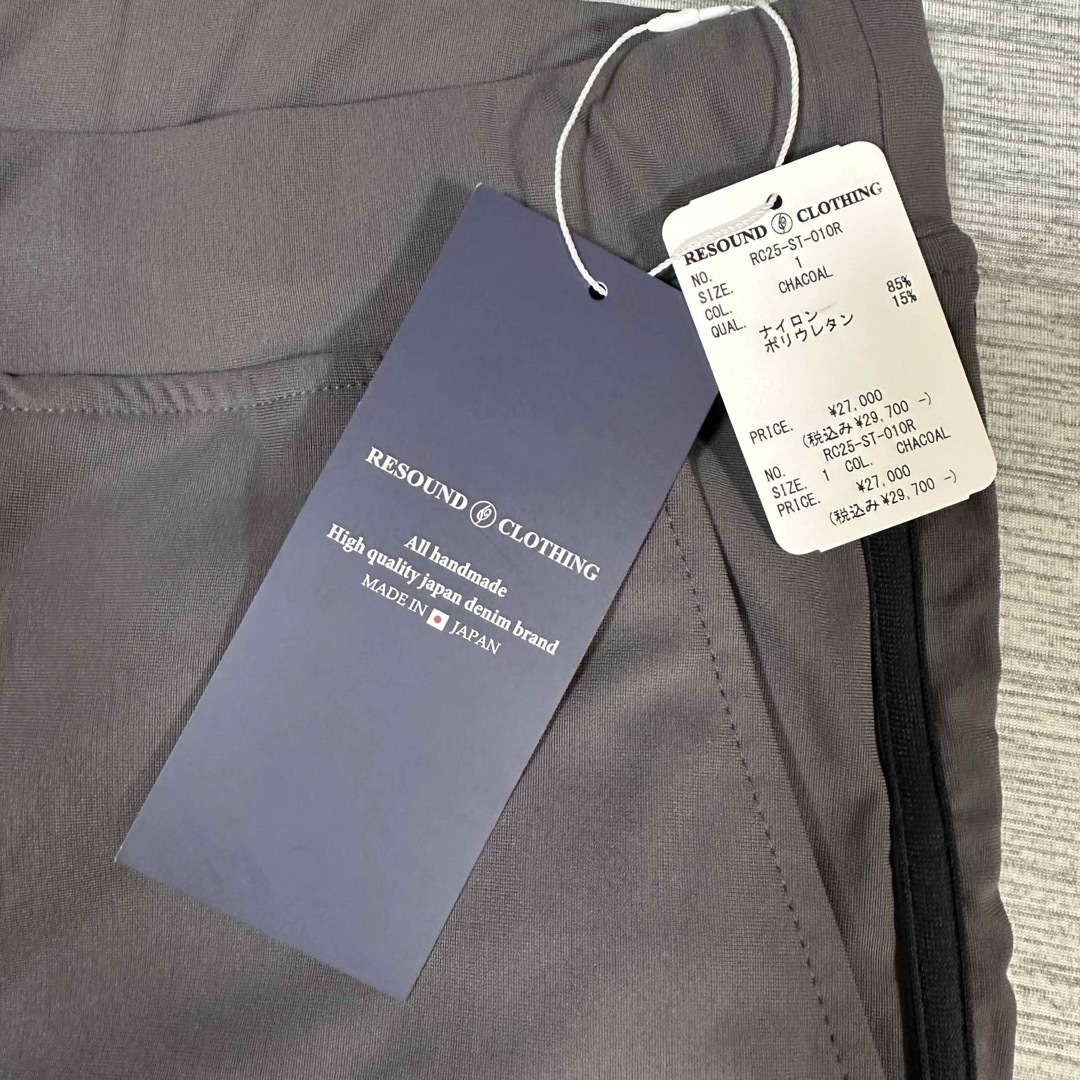 RESOUND CLOTHING
All handmade
High quality japan denim brand
MADE IN JAPAN
RESOUND CLOTHING
NO. RC25-ST-010R
SIZE. 1
COL. CHACOAL
QUAL. ナイロン 85%
ポリウレタン 15%
PRICE. ¥27,000
(税込み¥29,700 -)
NO. RC25-ST-010R
SIZE. 1 COL. CHACOAL
PRICE. ¥27,000
(税込み¥29,700 -)